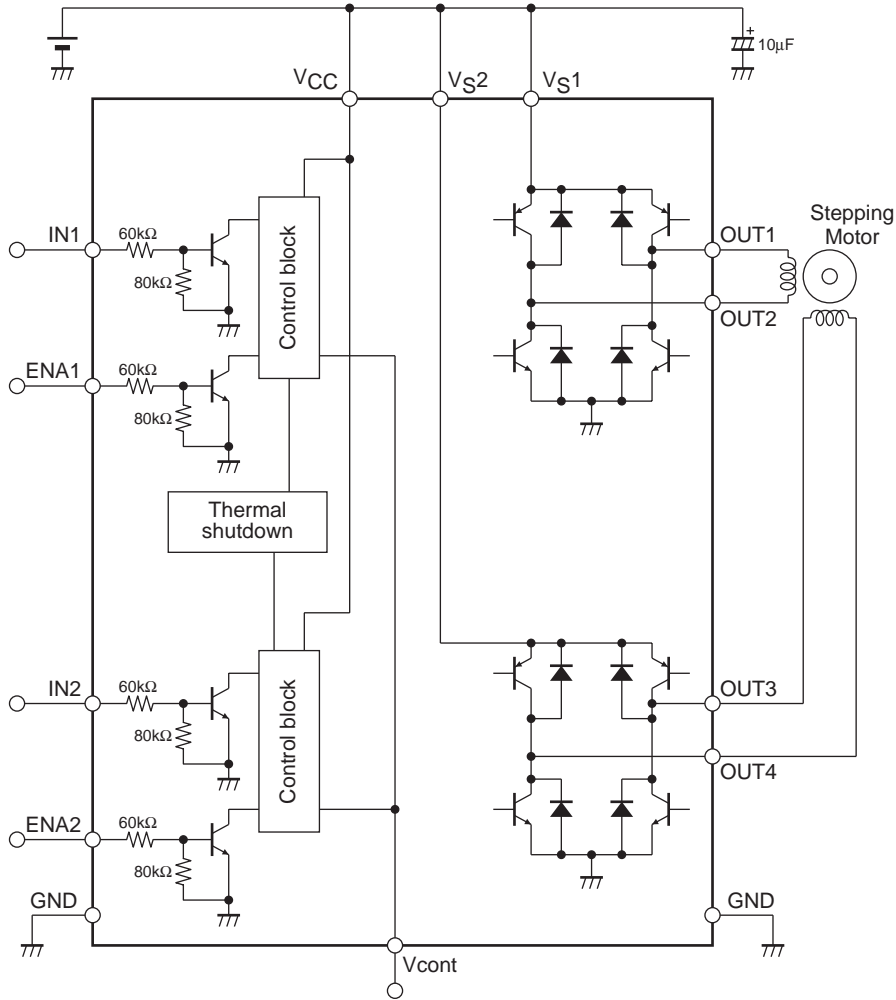 +
10µF
VCC
VS2
VS1
IN1
60kΩ
80kΩ
Control block
OUT1
Stepping
Motor
OUT2
ENA1
60kΩ
80kΩ
Thermal
shutdown
IN2
60kΩ
80kΩ
Control block
OUT3
OUT4
ENA2
60kΩ
80kΩ
GND
GND
Vcont